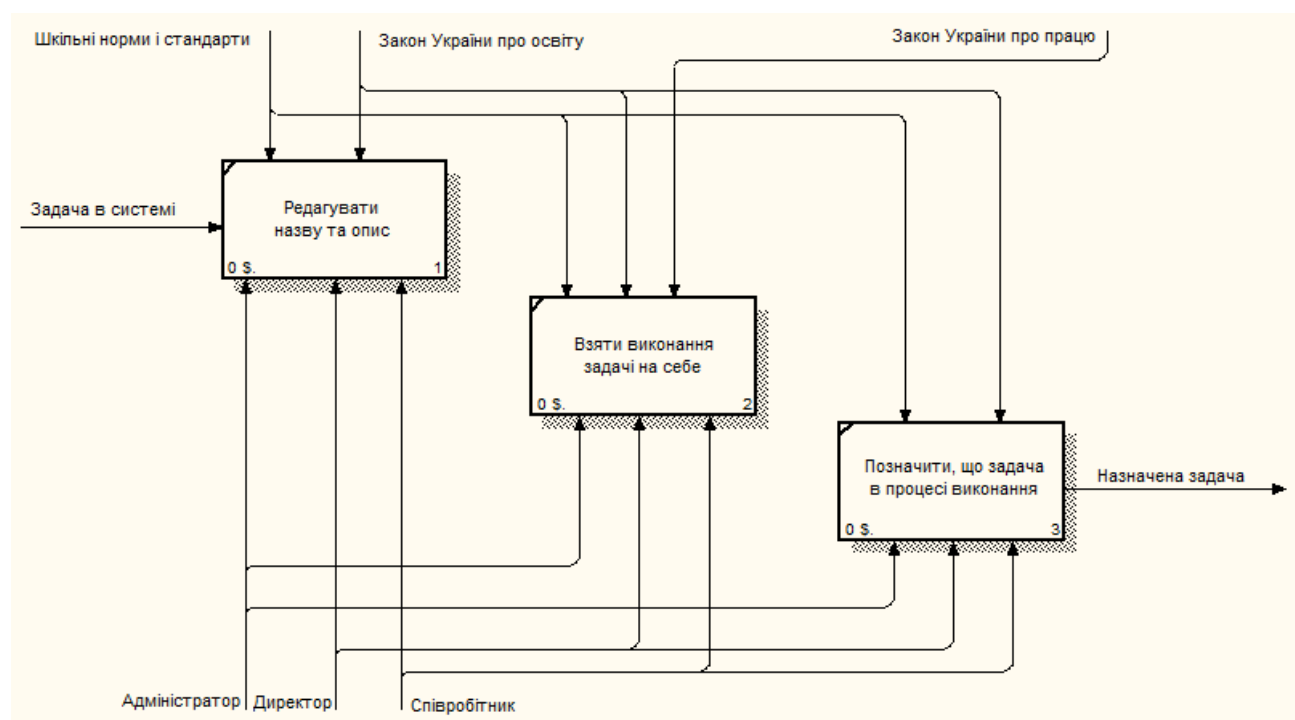 Шкільні норми і стандарти
Закон України про освіту
Закон України про працю
Задача в системі
Редагувати
назву та опис
0 $.
1
Взяти виконання
задачі на себе
0 $.
2
Позначити, що задача
в процесі виконання
0 $.
3
Назначена задача
Адміністратор
Директор
Співробітник